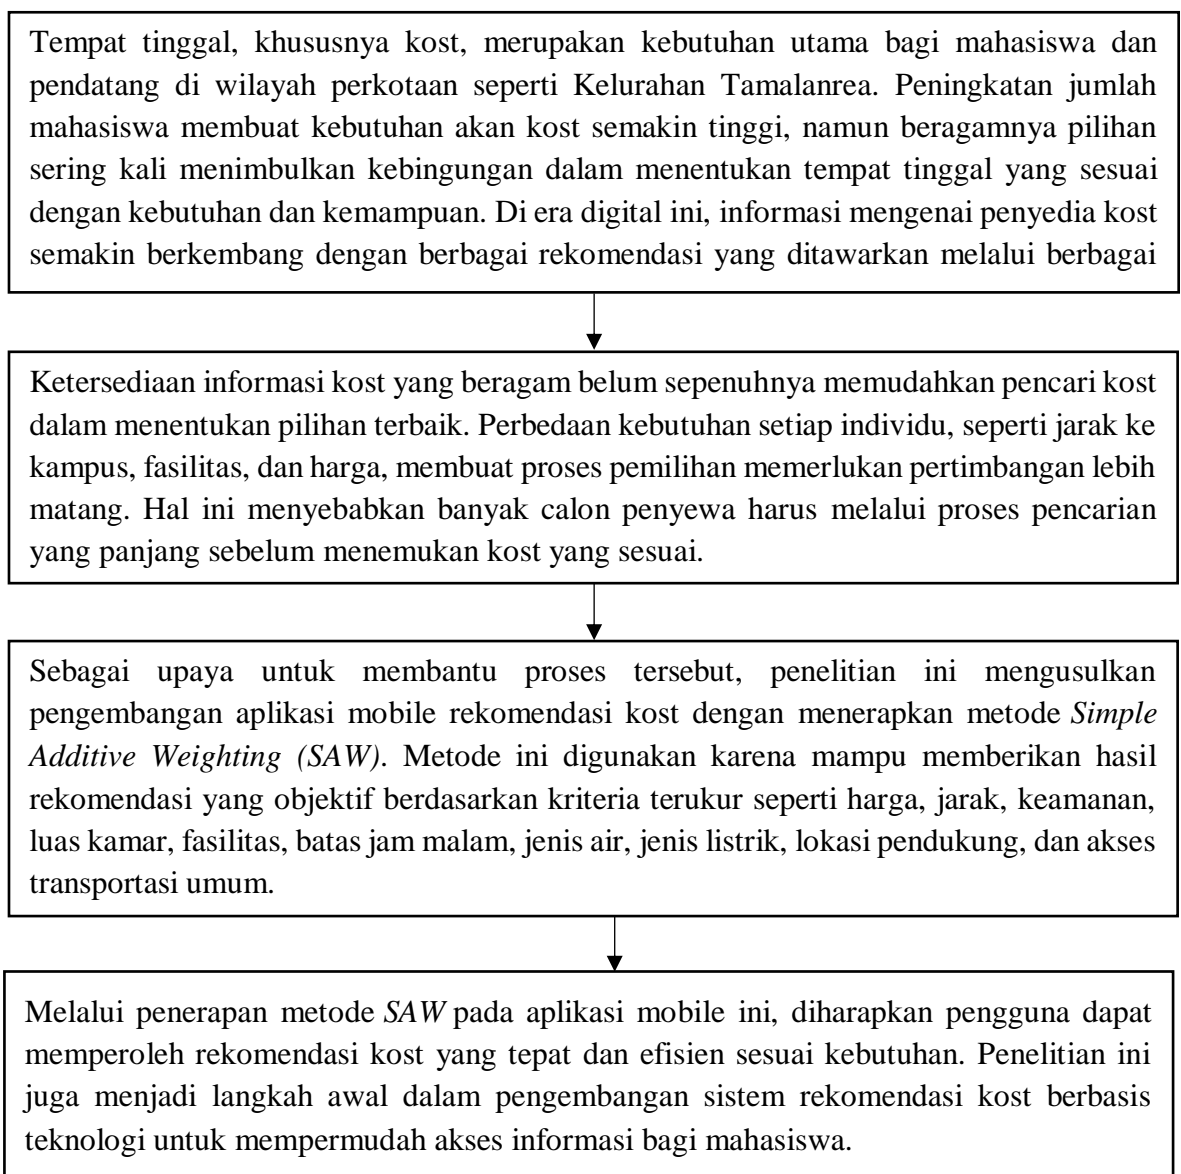 Tempat tinggal, khususnya kost, merupakan kebutuhan utama bagi mahasiswa dan
pendatang di wilayah perkotaan seperti Kelurahan Tamalanrea. Peningkatan jumlah
mahasiswa membuat kebutuhan akan kost semakin tinggi, namun beragamnya pilihan
sering kali menimbulkan kebingungan dalam menentukan tempat tinggal yang sesuai
dengan kebutuhan dan kemampuan. Di era digital ini, informasi mengenai penyedia kost
semakin berkembang dengan berbagai rekomendasi yang ditawarkan melalui berbagai
Ketersediaan informasi kost yang beragam belum sepenuhnya memudahkan pencari kost
dalam menentukan pilihan terbaik. Perbedaan kebutuhan setiap individu, seperti jarak ke
kampus, fasilitas, dan harga, membuat proses pemilihan memerlukan pertimbangan lebih
matang. Hal ini menyebabkan banyak calon penyewa harus melalui proses pencarian
yang panjang sebelum menemukan kost yang sesuai.
Sebagai upaya untuk membantu proses tersebut, penelitian ini mengusulkan
pengembangan aplikasi mobile rekomendasi kost dengan menerapkan metode Simple
Additive Weighting (SAW). Metode ini digunakan karena mampu memberikan hasil
rekomendasi yang objektif berdasarkan kriteria terukur seperti harga, jarak, keamanan,
luas kamar, fasilitas, batas jam malam, jenis air, jenis listrik, lokasi pendukung, dan akses
transportasi umum.
Melalui penerapan metode SAW pada aplikasi mobile ini, diharapkan pengguna dapat
memperoleh rekomendasi kost yang tepat dan efisien sesuai kebutuhan. Penelitian ini
juga menjadi langkah awal dalam pengembangan sistem rekomendasi kost berbasis
teknologi untuk mempermudah akses informasi bagi mahasiswa.